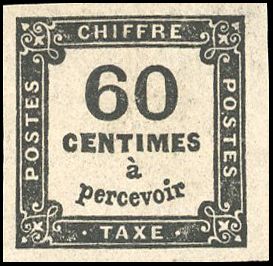 CHIFFRE
POSTES
60
CENTIMES
à
percevoir
POSTES
· TAXE ·